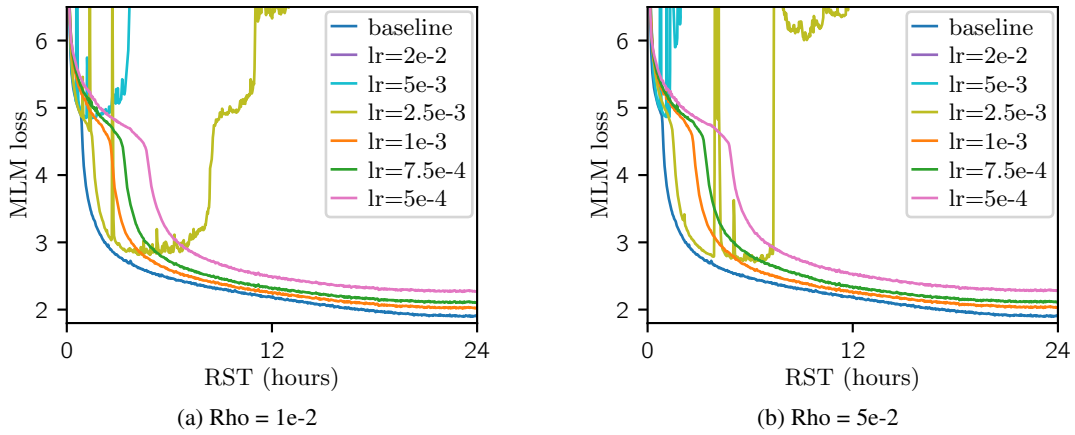 6
5
4
3
2
MLM loss
0
12
24
RST (hours)
baseline
lr=2e-2
lr=5e-3
lr=2.5e-3
lr=1e-3
lr=7.5e-4
lr=5e-4
(a) Rho = 1e-2
6
5
4
3
2
MLM loss
0
12
24
RST (hours)
baseline
lr=2e-2
lr=5e-3
lr=2.5e-3
lr=1e-3
lr=7.5e-4
lr=5e-4
(b) Rho = 5e-2